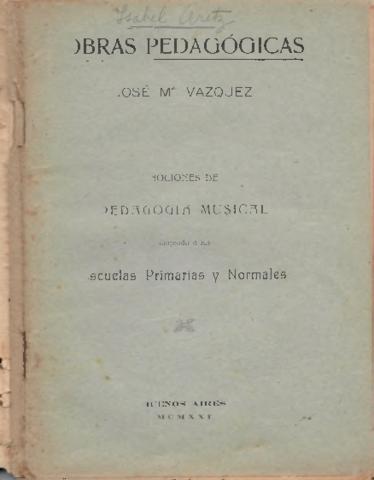 Isabel Aretz
OBRAS PEDAGÓGICAS
JOSÉ Mª VAZQUEZ
NOCIONES DE
PEDAGOGIA MUSICAL
Escuelas Primarias y Normales
BUENOS AIRES
MCMXXI